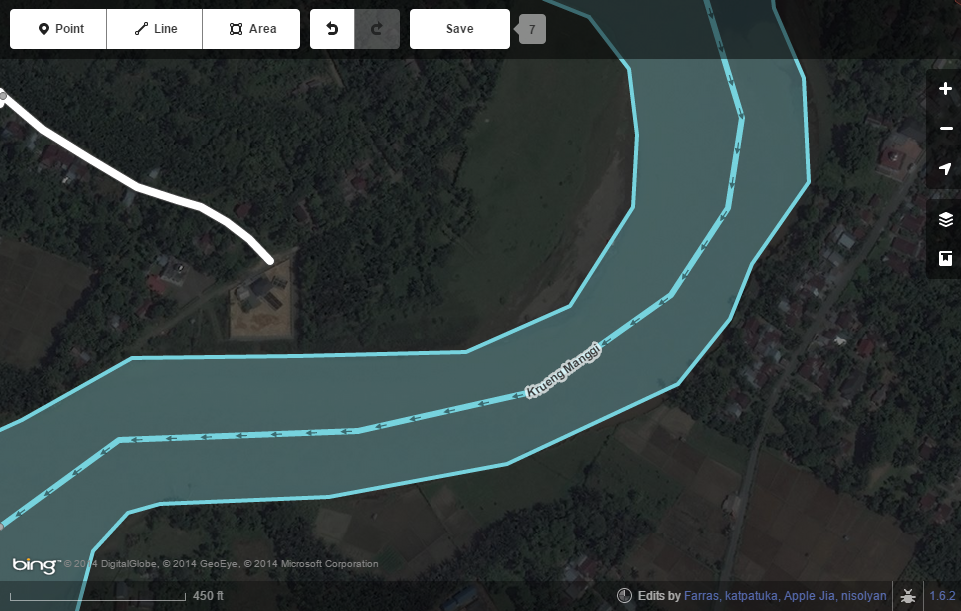 Point
Line
Area
Save
7
Krueng Manggi
bing™ © 2014 DigitalGlobe, © 2014 GeoEye, © 2014 Microsoft Corporation
450 ft
Edits by Farras, katpatuka, Apple Jia, nisolyan
1.6.2